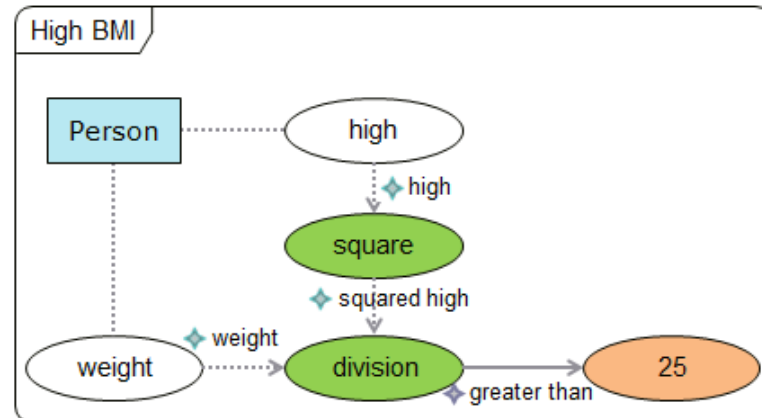 High BMI
Person
high
high
square
squared high
weight
weight
division
greater than
25